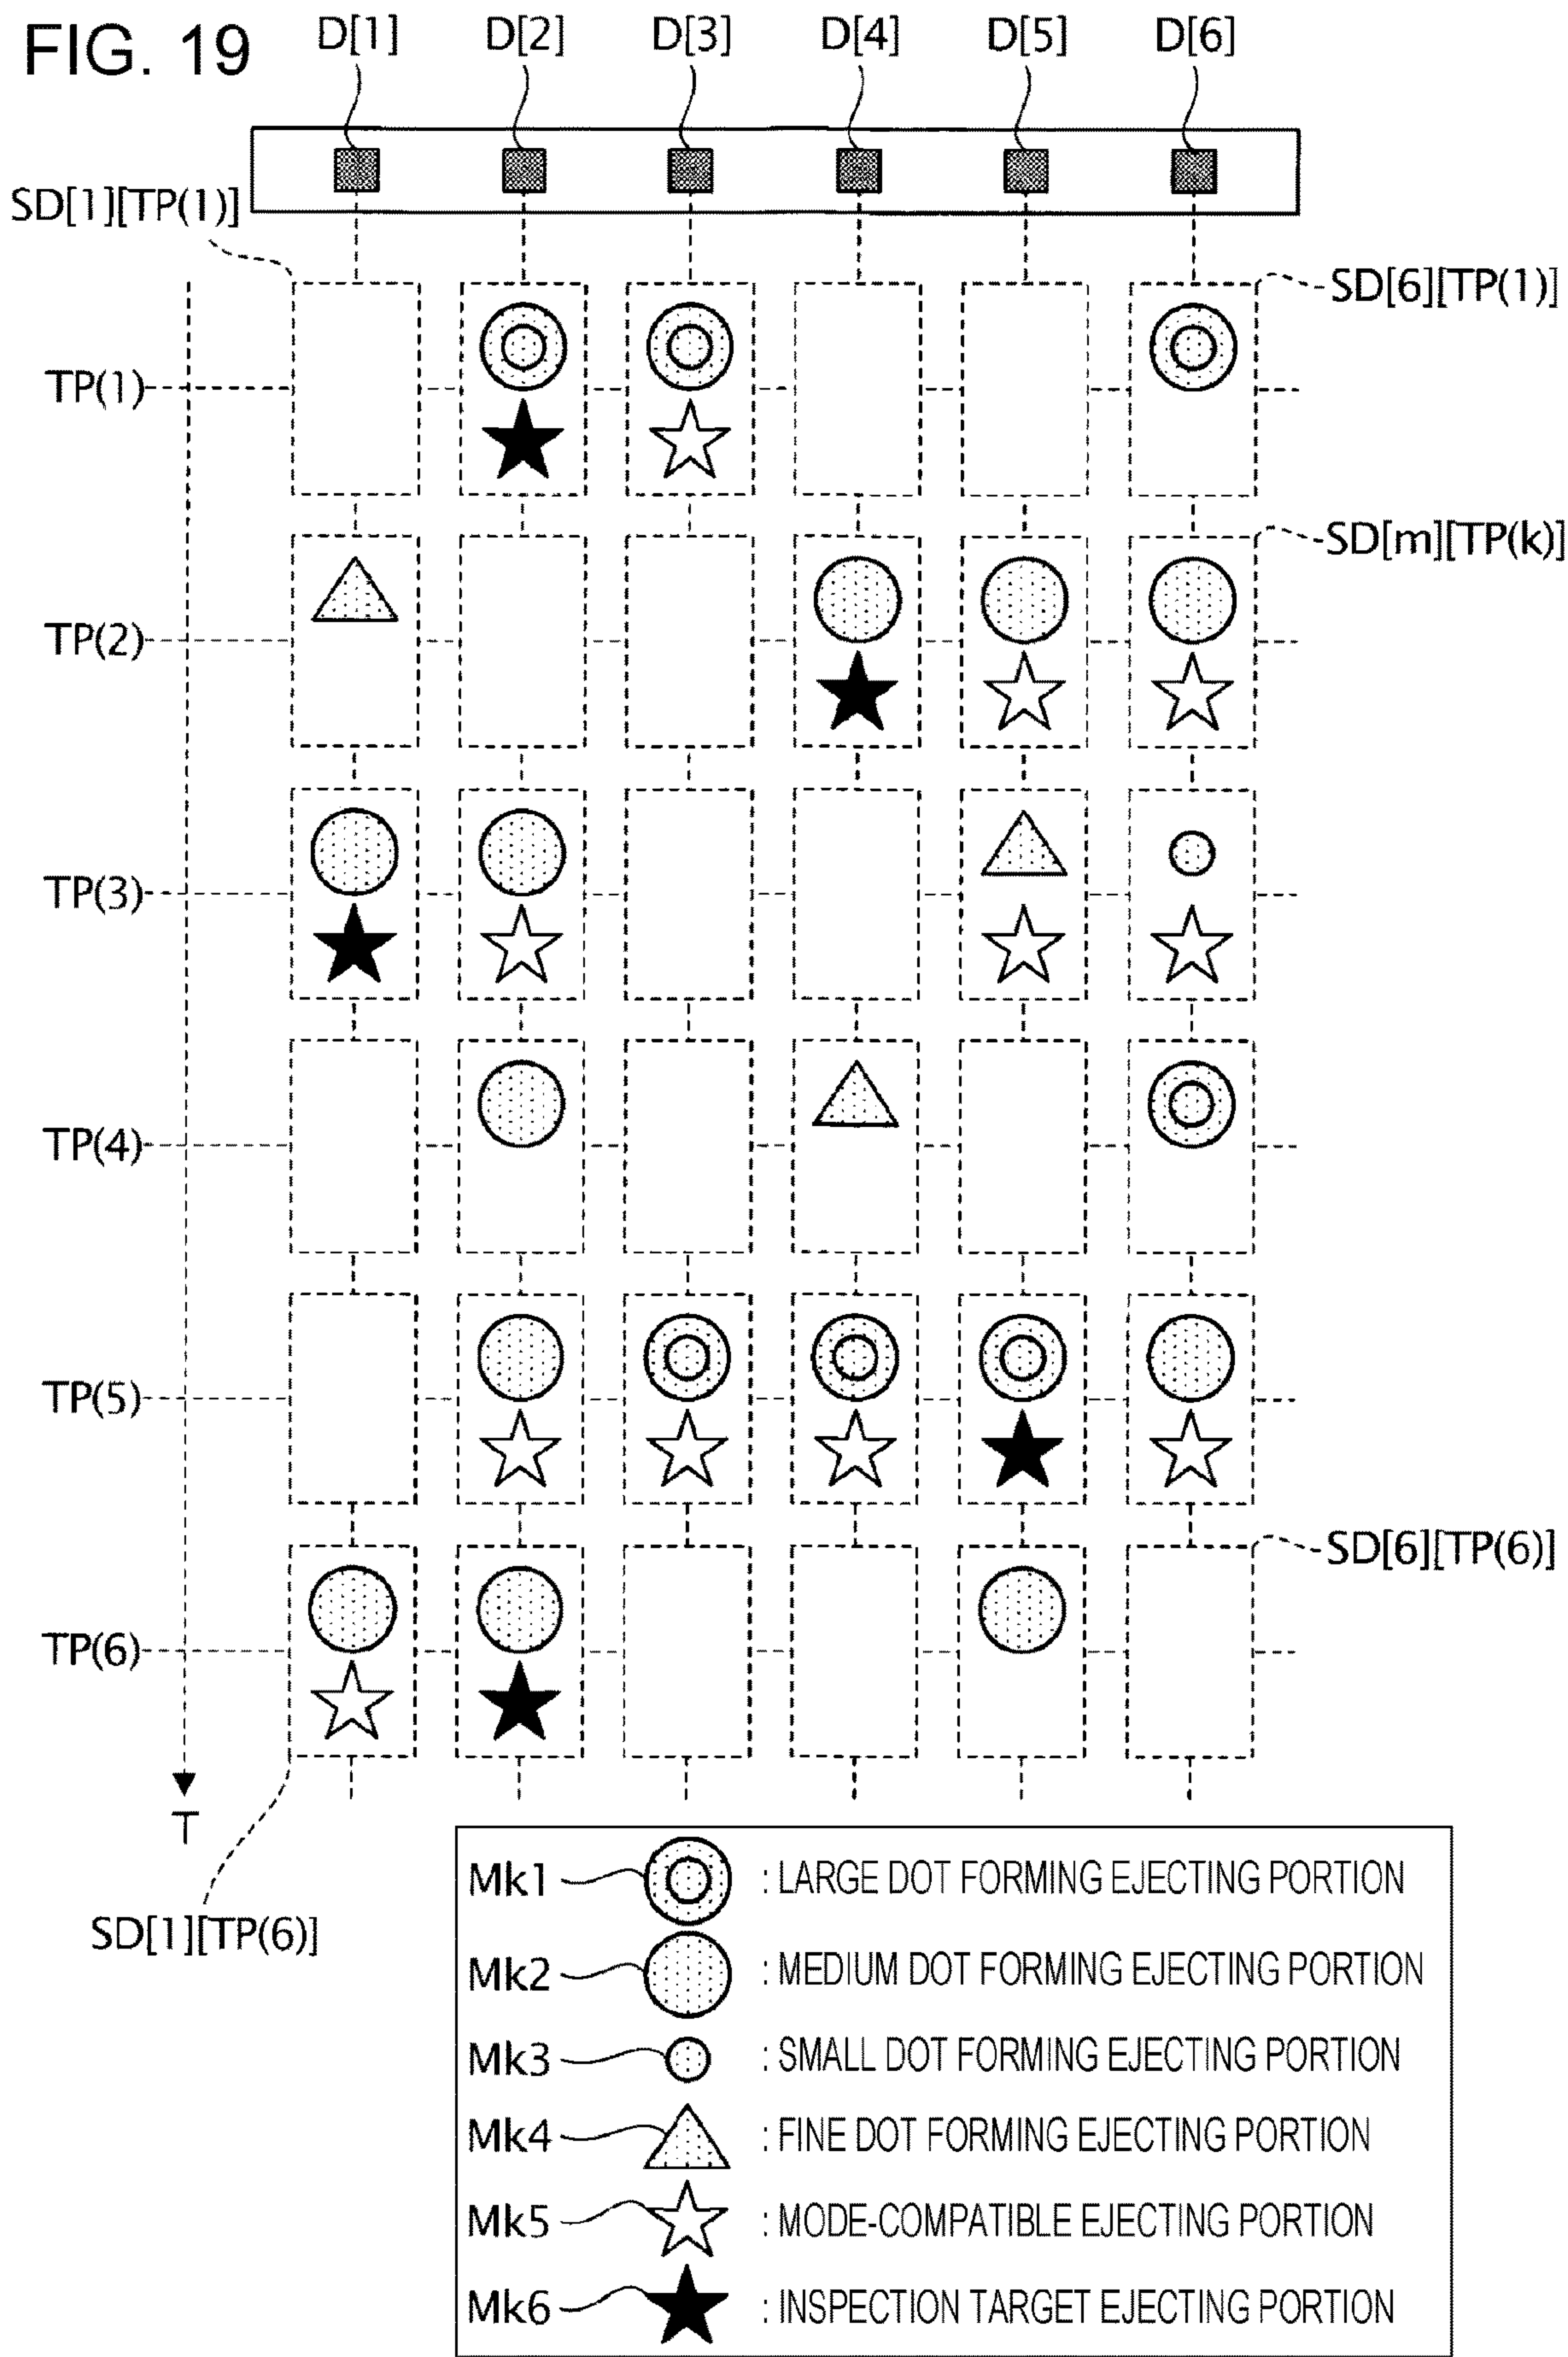 FIG. 19
D[1] D[2] D[3] D[4] D[5] D[6]
SD[1][TP(1)]
SD[6][TP(1)]
TP(1)
SD[m][TP(k)]
TP(2)
TP(3)
TP(4)
TP(5)
SD[6][TP(6)]
TP(6)
T
SD[1][TP(6)]
Mk1 : LARGE DOT FORMING EJECTING PORTION
Mk2 : MEDIUM DOT FORMING EJECTING PORTION
Mk3 : SMALL DOT FORMING EJECTING PORTION
Mk4 : FINE DOT FORMING EJECTING PORTION
Mk5 : MODE-COMPATIBLE EJECTING PORTION
Mk6 : INSPECTION TARGET EJECTING PORTION